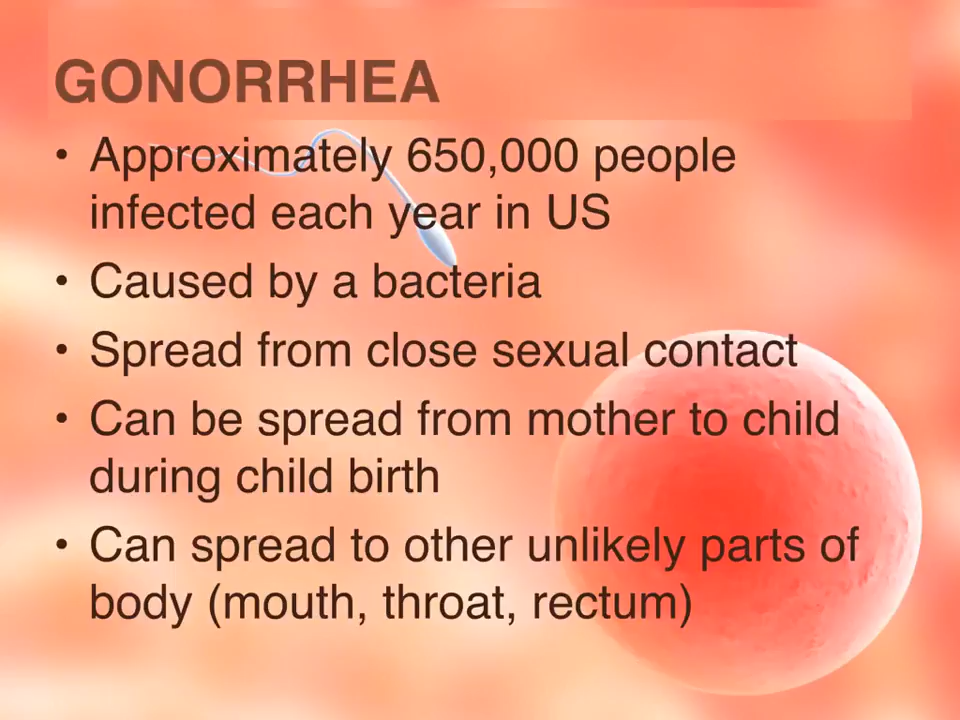 GONORRHEA
• Approximately 650,000 people
infected each year in US
• Caused by a bacteria
• Spread from close sexual contact
• Can be spread from mother to child
during child birth
• Can spread to other unlikely parts of
body (mouth, throat, rectum)